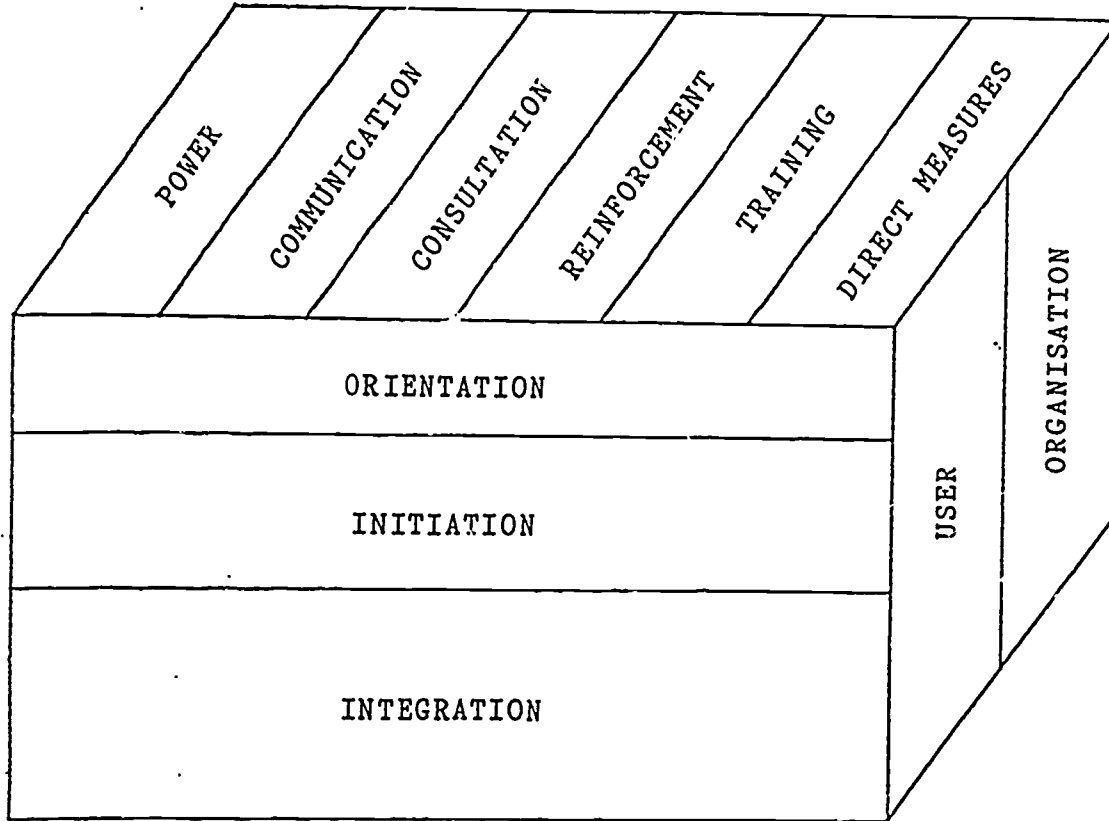 POWER
COMMUNICATION
CONSULTATION
REINFORCEMENT
TRAINING
DIRECT MEASURES
ORIENTATION
INITIATION
INTEGRATION
USER
ORGANISATION